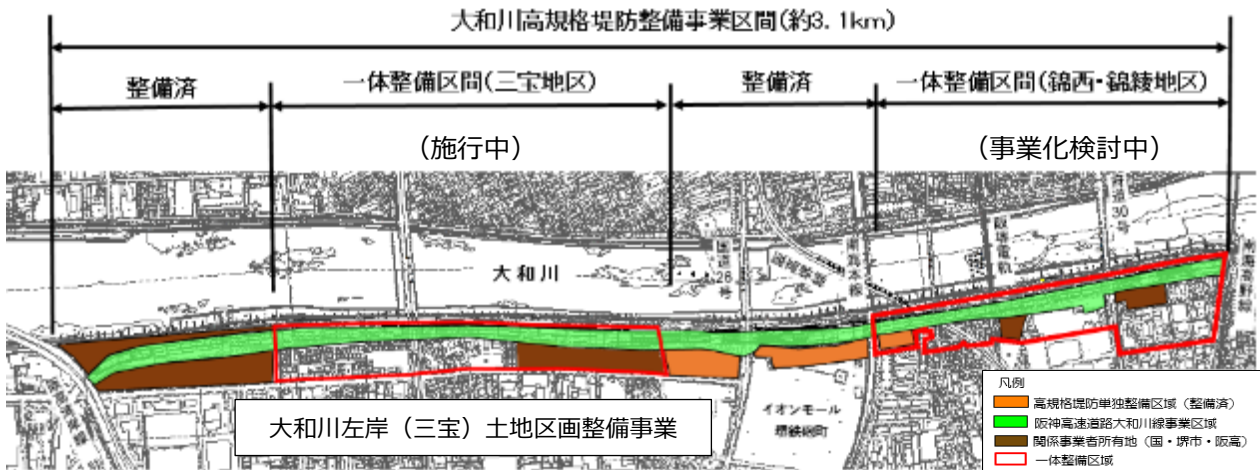 大和川高規格堤防整備事業区間(約3.1km)
整備済
一体整備区間(三宝地区)
整備済
一体整備区間(錦西・錦綾地区)
(施行中)
(事業化検討中)
大和川
国道26号
南海本線
阪堺電軌
イオンモール
堺鉄砲町
大和川左岸(三宝)土地区画整備事業
凡例
高規格堤防単独整備区域(整備済)
阪神高速道路大和川線事業区域
関係事業者所有地(国・堺市・阪高)
一体整備区域